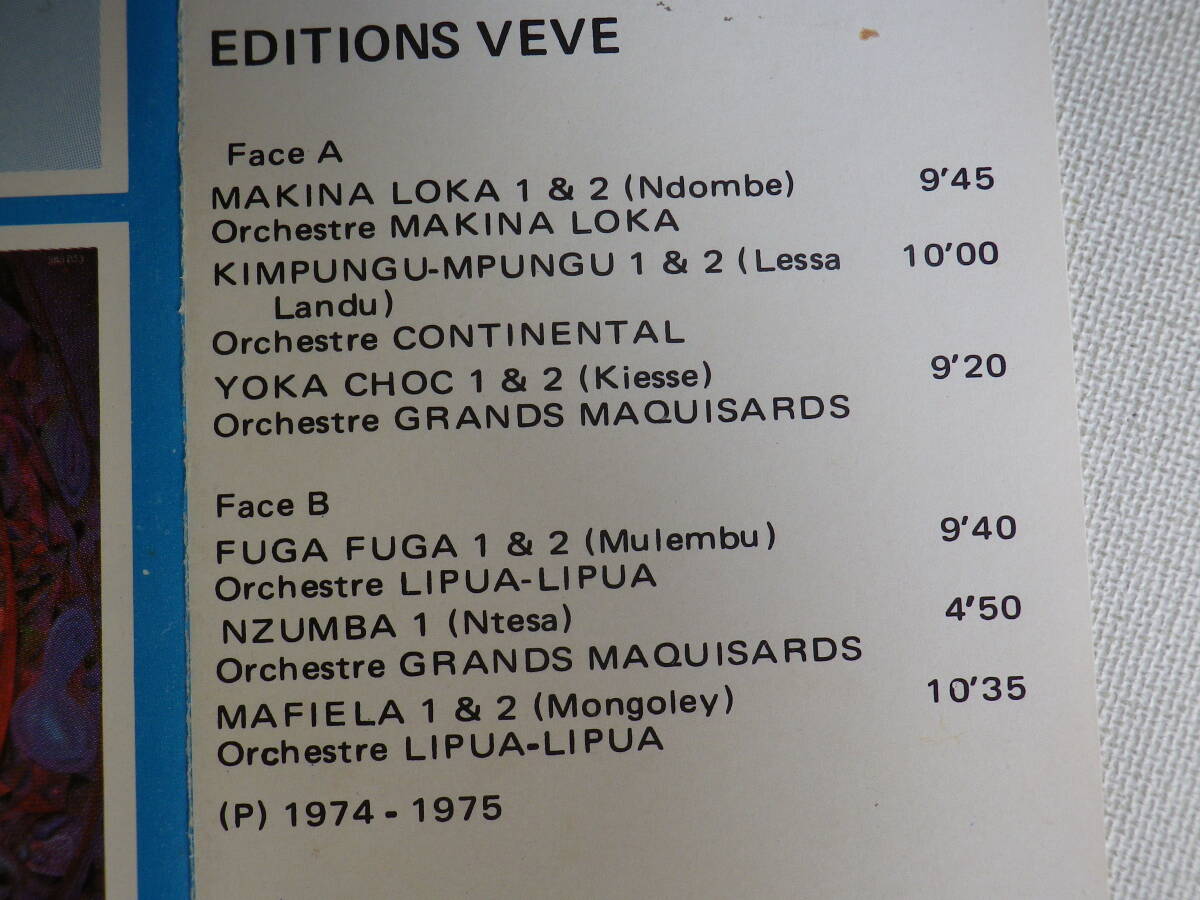 EDITIONS VEVE
Face A
MAKINA LOKA 1 & 2 (Ndombe) 9'45
Orchestre MAKINA LOKA
KIMPUNGU-MPUNGU 1 & 2 (Lessa 10'00
Landu)
Orchestre CONTINENTAL
YOKA CHOC 1 & 2 (Kiesse) 9'20
Orchestre GRANDS MAQUISARDS
Face B
FUGA FUGA 1 & 2 (Mulembu) 9'40
Orchestre LIPUA-LIPUA
NZUMBA 1 (Ntesa) 4'50
Orchestre GRANDS MAQUISARDS
MAFIELA 1 & 2 (Mongoley) 10'35
Orchestre LIPUA-LIPUA
(P) 1974 - 1975